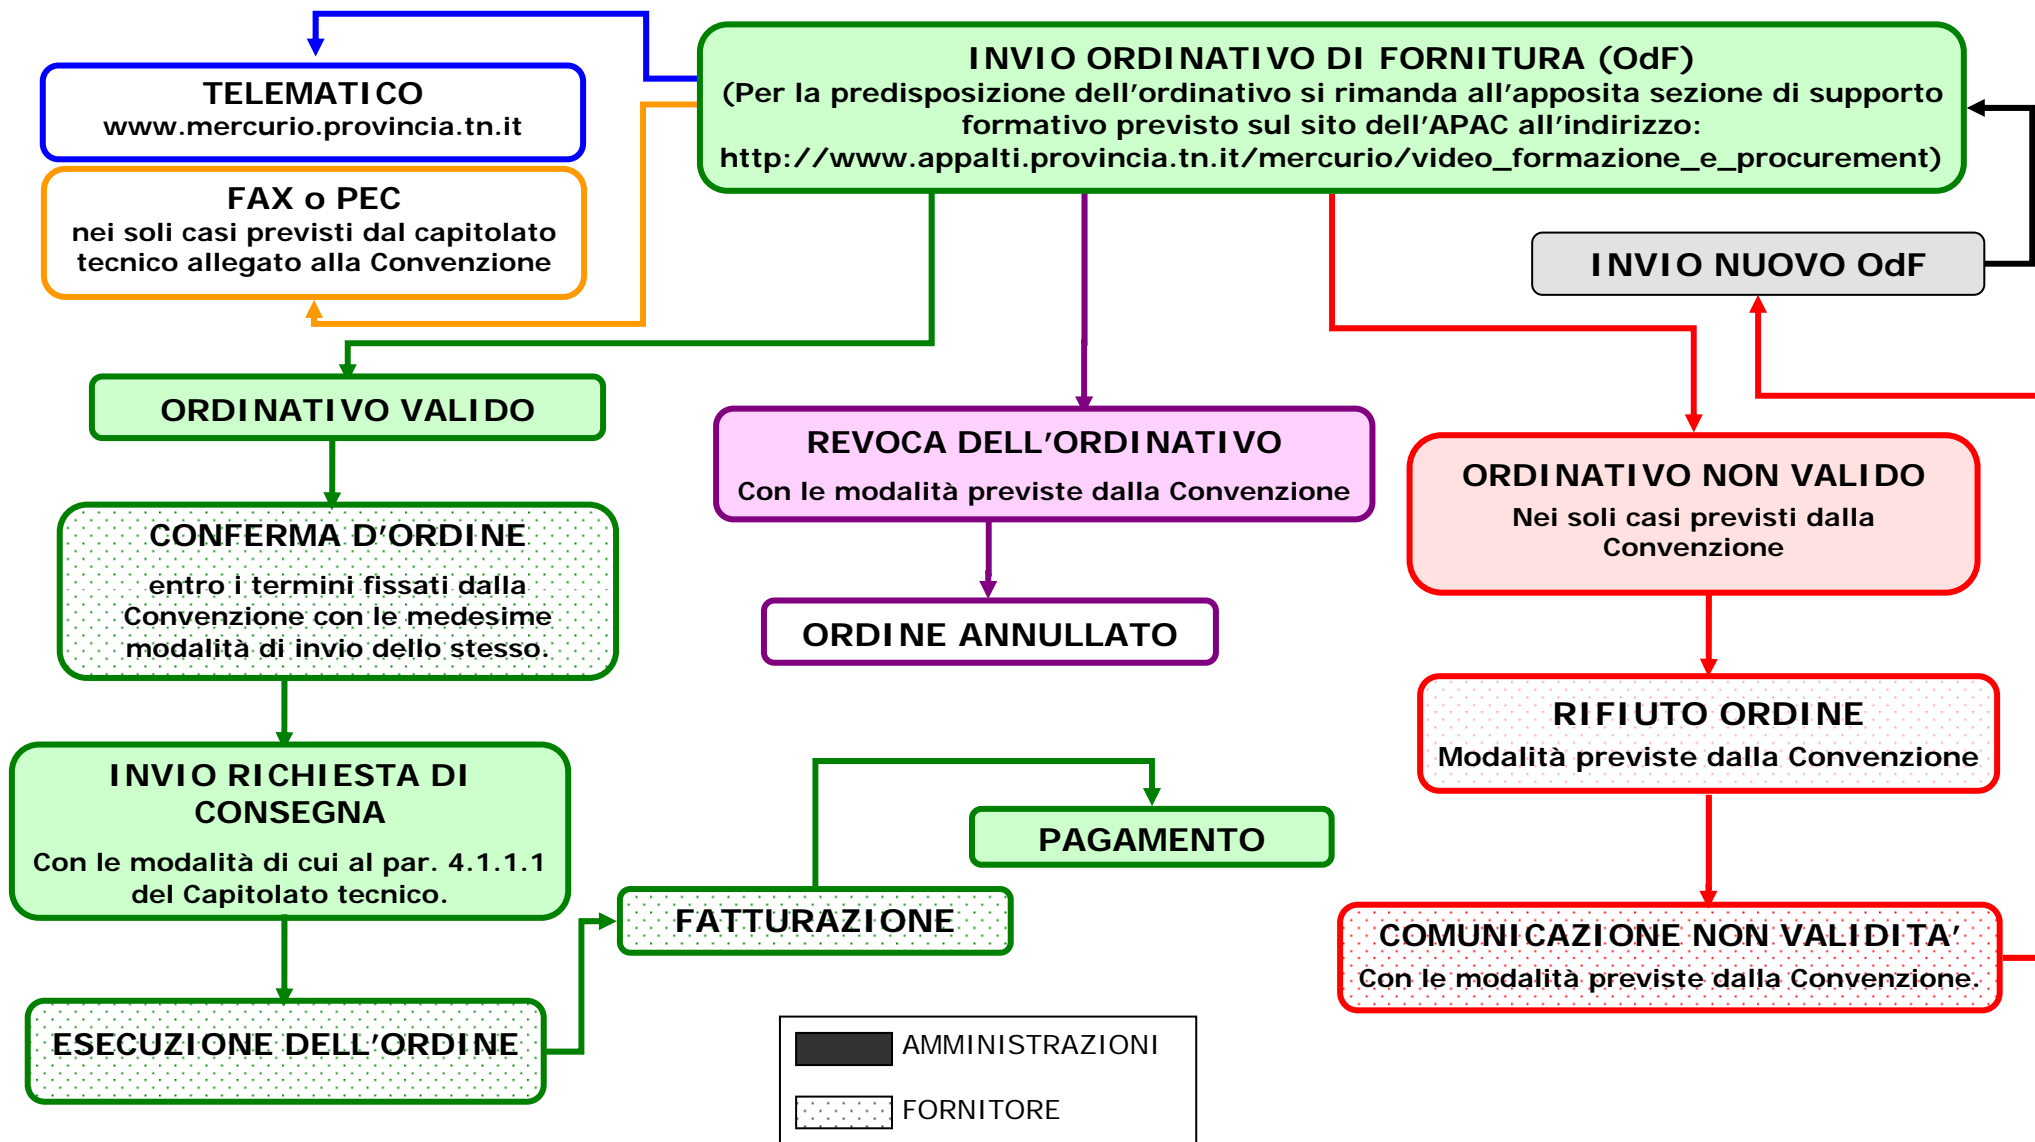 INVIO ORDINATIVO DI FORNITURA (OdF)
(Per la predisposizione dell’ordinativo si rimanda all’apposita sezione di supporto
formativo previsto sul sito dell’APAC all’indirizzo:
http://www.appalti.provincia.tn.it/mercurio/video_formazione_e_procurement)
TELEMATICO
www.mercurio.provincia.tn.it
FAX o PEC
nei soli casi previsti dal capitolato
tecnico allegato alla Convenzione
INVIO NUOVO OdF
ORDINATIVO VALIDO
REVOCA DELL’ORDINATIVO
Con le modalità previste dalla Convenzione
ORDINATIVO NON VALIDO
Nei soli casi previsti dalla
Convenzione
CONFERMA D’ORDINE
entro i termini fissati dalla
Convenzione con le medesime
modalità di invio dello stesso.
ORDINE ANNULLATO
RIFIUTO ORDINE
Modalità previste dalla Convenzione
INVIO RICHIESTA DI
CONSEGNA
Con le modalità di cui al par. 4.1.1.1
del Capitolato tecnico.
PAGAMENTO
FATTURAZIONE
COMUNICAZIONE NON VALIDITA’
Con le modalità previste dalla Convenzione.
ESECUZIONE DELL’ORDINE
AMMINISTRAZIONI
FORNITORE